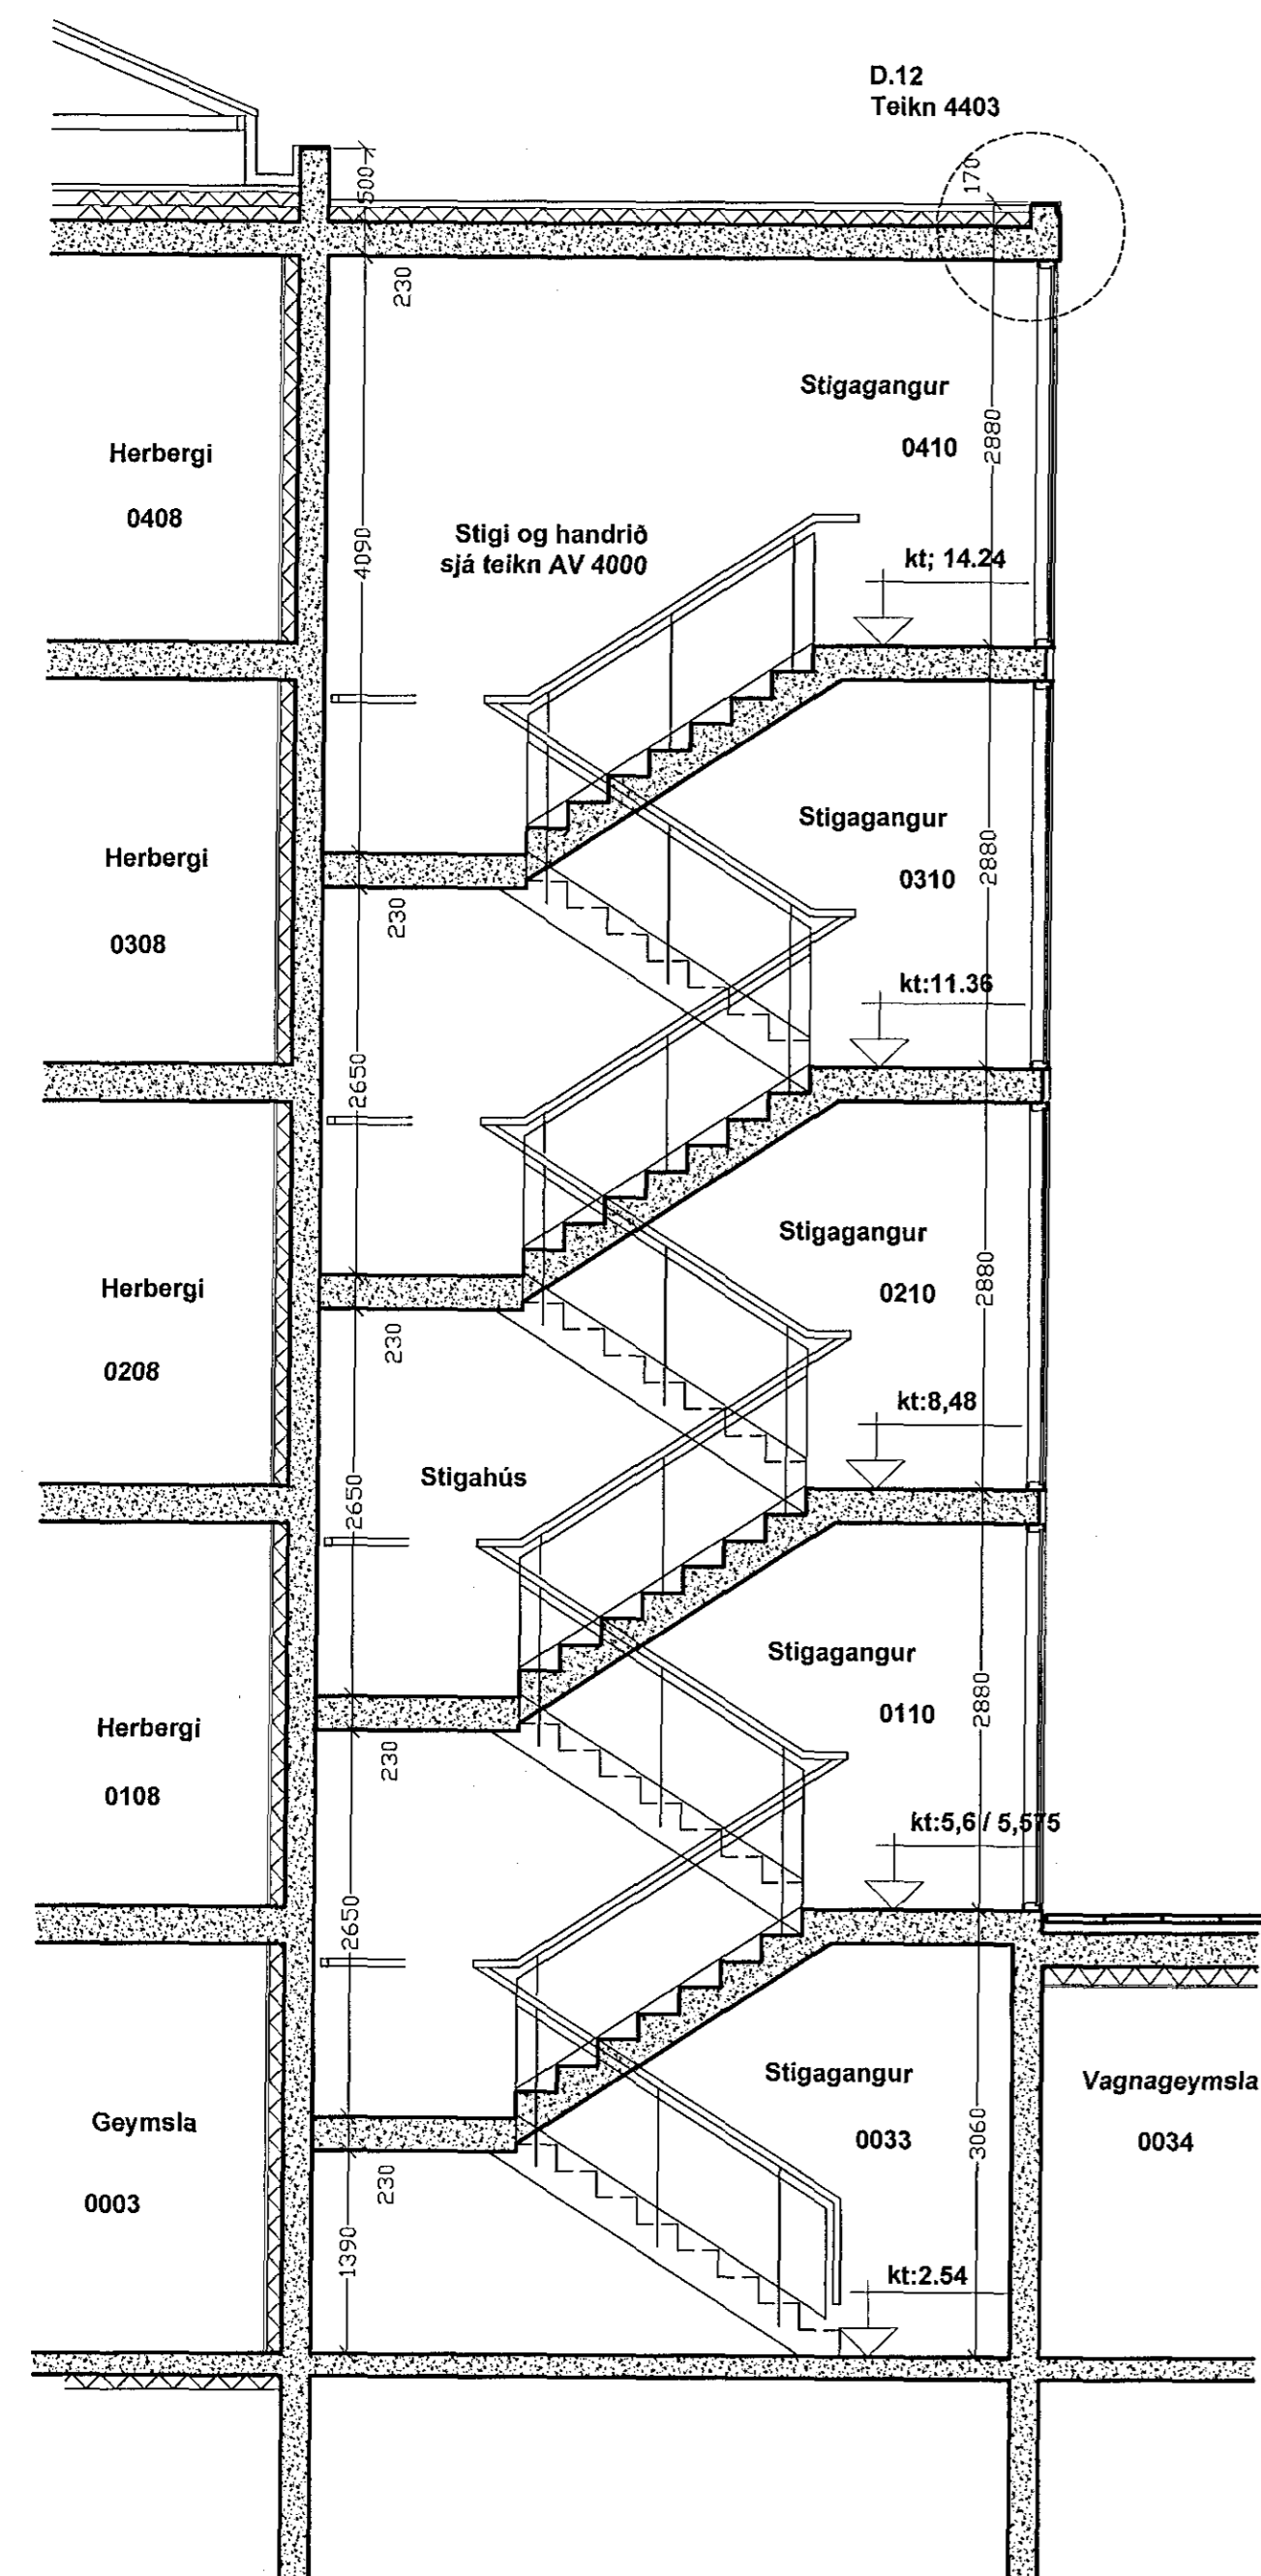 D.12
Teikn 4403
500
170
230
Stigagangur
0410
2880
Herbergi
0408
4090
Stigi og handrið
sjá teikn AV 4000
kt; 14.24
Stigagangur
0310
2880
Herbergi
0308
230
kt:11.36
2650
Stigagangur
0210
2880
Herbergi
0208
230
kt:8,48
Stigahús
2650
Stigagangur
0110
2880
Herbergi
0108
230
kt:5,6 / 5,575
2650
Stigagangur
0033
3060
Vagnageymsla
0034
Geymsla
0003
230
1390
kt:2.54